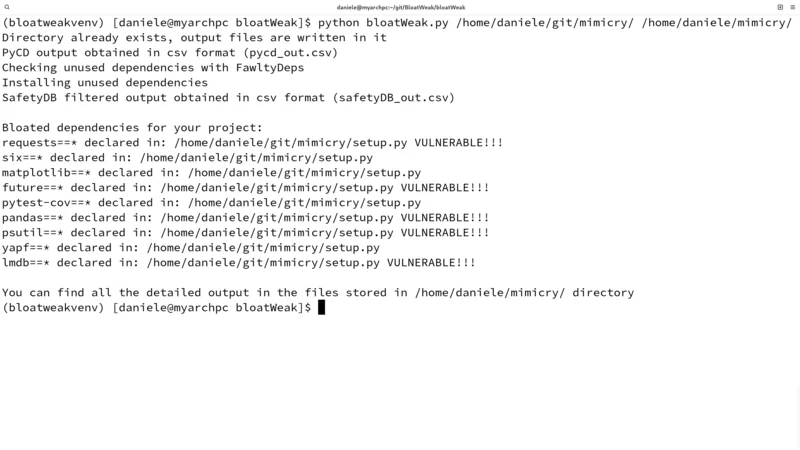 daniele@myarchpc:~/git/BloatWeak/bloatWeak
(bloatweakvenv) [daniele@myarchpc bloatWeak]$ python bloatWeak.py /home/daniele/git/mimicry/ /home/daniele/mimicry/
Directory already exists, output files are written in it
PyCD output obtained in csv format (pycd_out.csv)
Checking unused dependencies with FawltyDeps
Installing unused dependencies
SafetyDB filtered output obtained in csv format (safetyDB_out.csv)
Bloated dependencies for your project:
requests==* declared in: /home/daniele/git/mimicry/setup.py VULNERABLE!!!
six==* declared in: /home/daniele/git/mimicry/setup.py
matplotlib==* declared in: /home/daniele/git/mimicry/setup.py
future==* declared in: /home/daniele/git/mimicry/setup.py VULNERABLE!!!
pytest-cov==* declared in: /home/daniele/git/mimicry/setup.py
pandas==* declared in: /home/daniele/git/mimicry/setup.py VULNERABLE!!!
psutil==* declared in: /home/daniele/git/mimicry/setup.py VULNERABLE!!!
yapf==* declared in: /home/daniele/git/mimicry/setup.py
lmdb==* declared in: /home/daniele/git/mimicry/setup.py VULNERABLE!!!
You can find all the detailed output in the files stored in /home/daniele/mimicry/ directory
(bloatweakvenv) [daniele@myarchpc bloatWeak]$